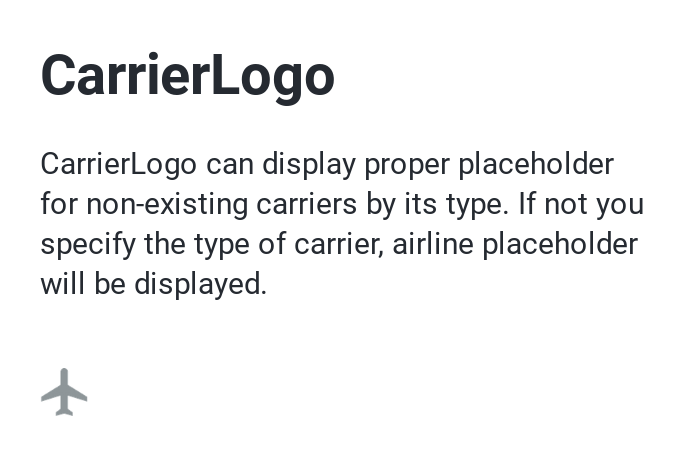 CarrierLogo
CarrierLogo can display proper placeholder
for non-existing carriers by its type. If not you
specify the type of carrier, airline placeholder
will be displayed.